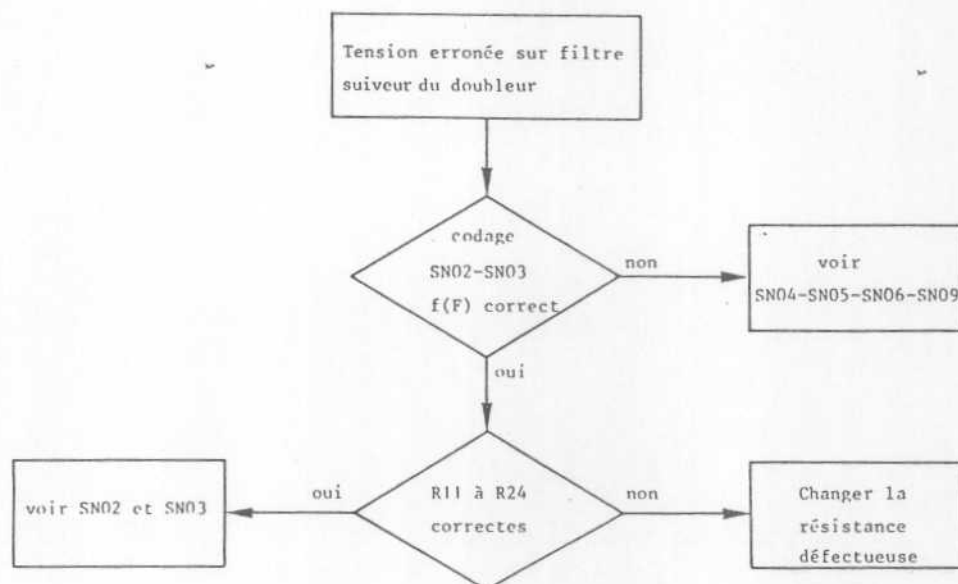 Tension erronée sur filtre
suiveur du doubleur
codage
SN02-SN03
f(F) correct
non
voir
SN04-SN05-SN06-SN09
oui
voir SN02 et SN03
oui
R11 à R24
correctes
non
Changer la
résistance
défectueuse